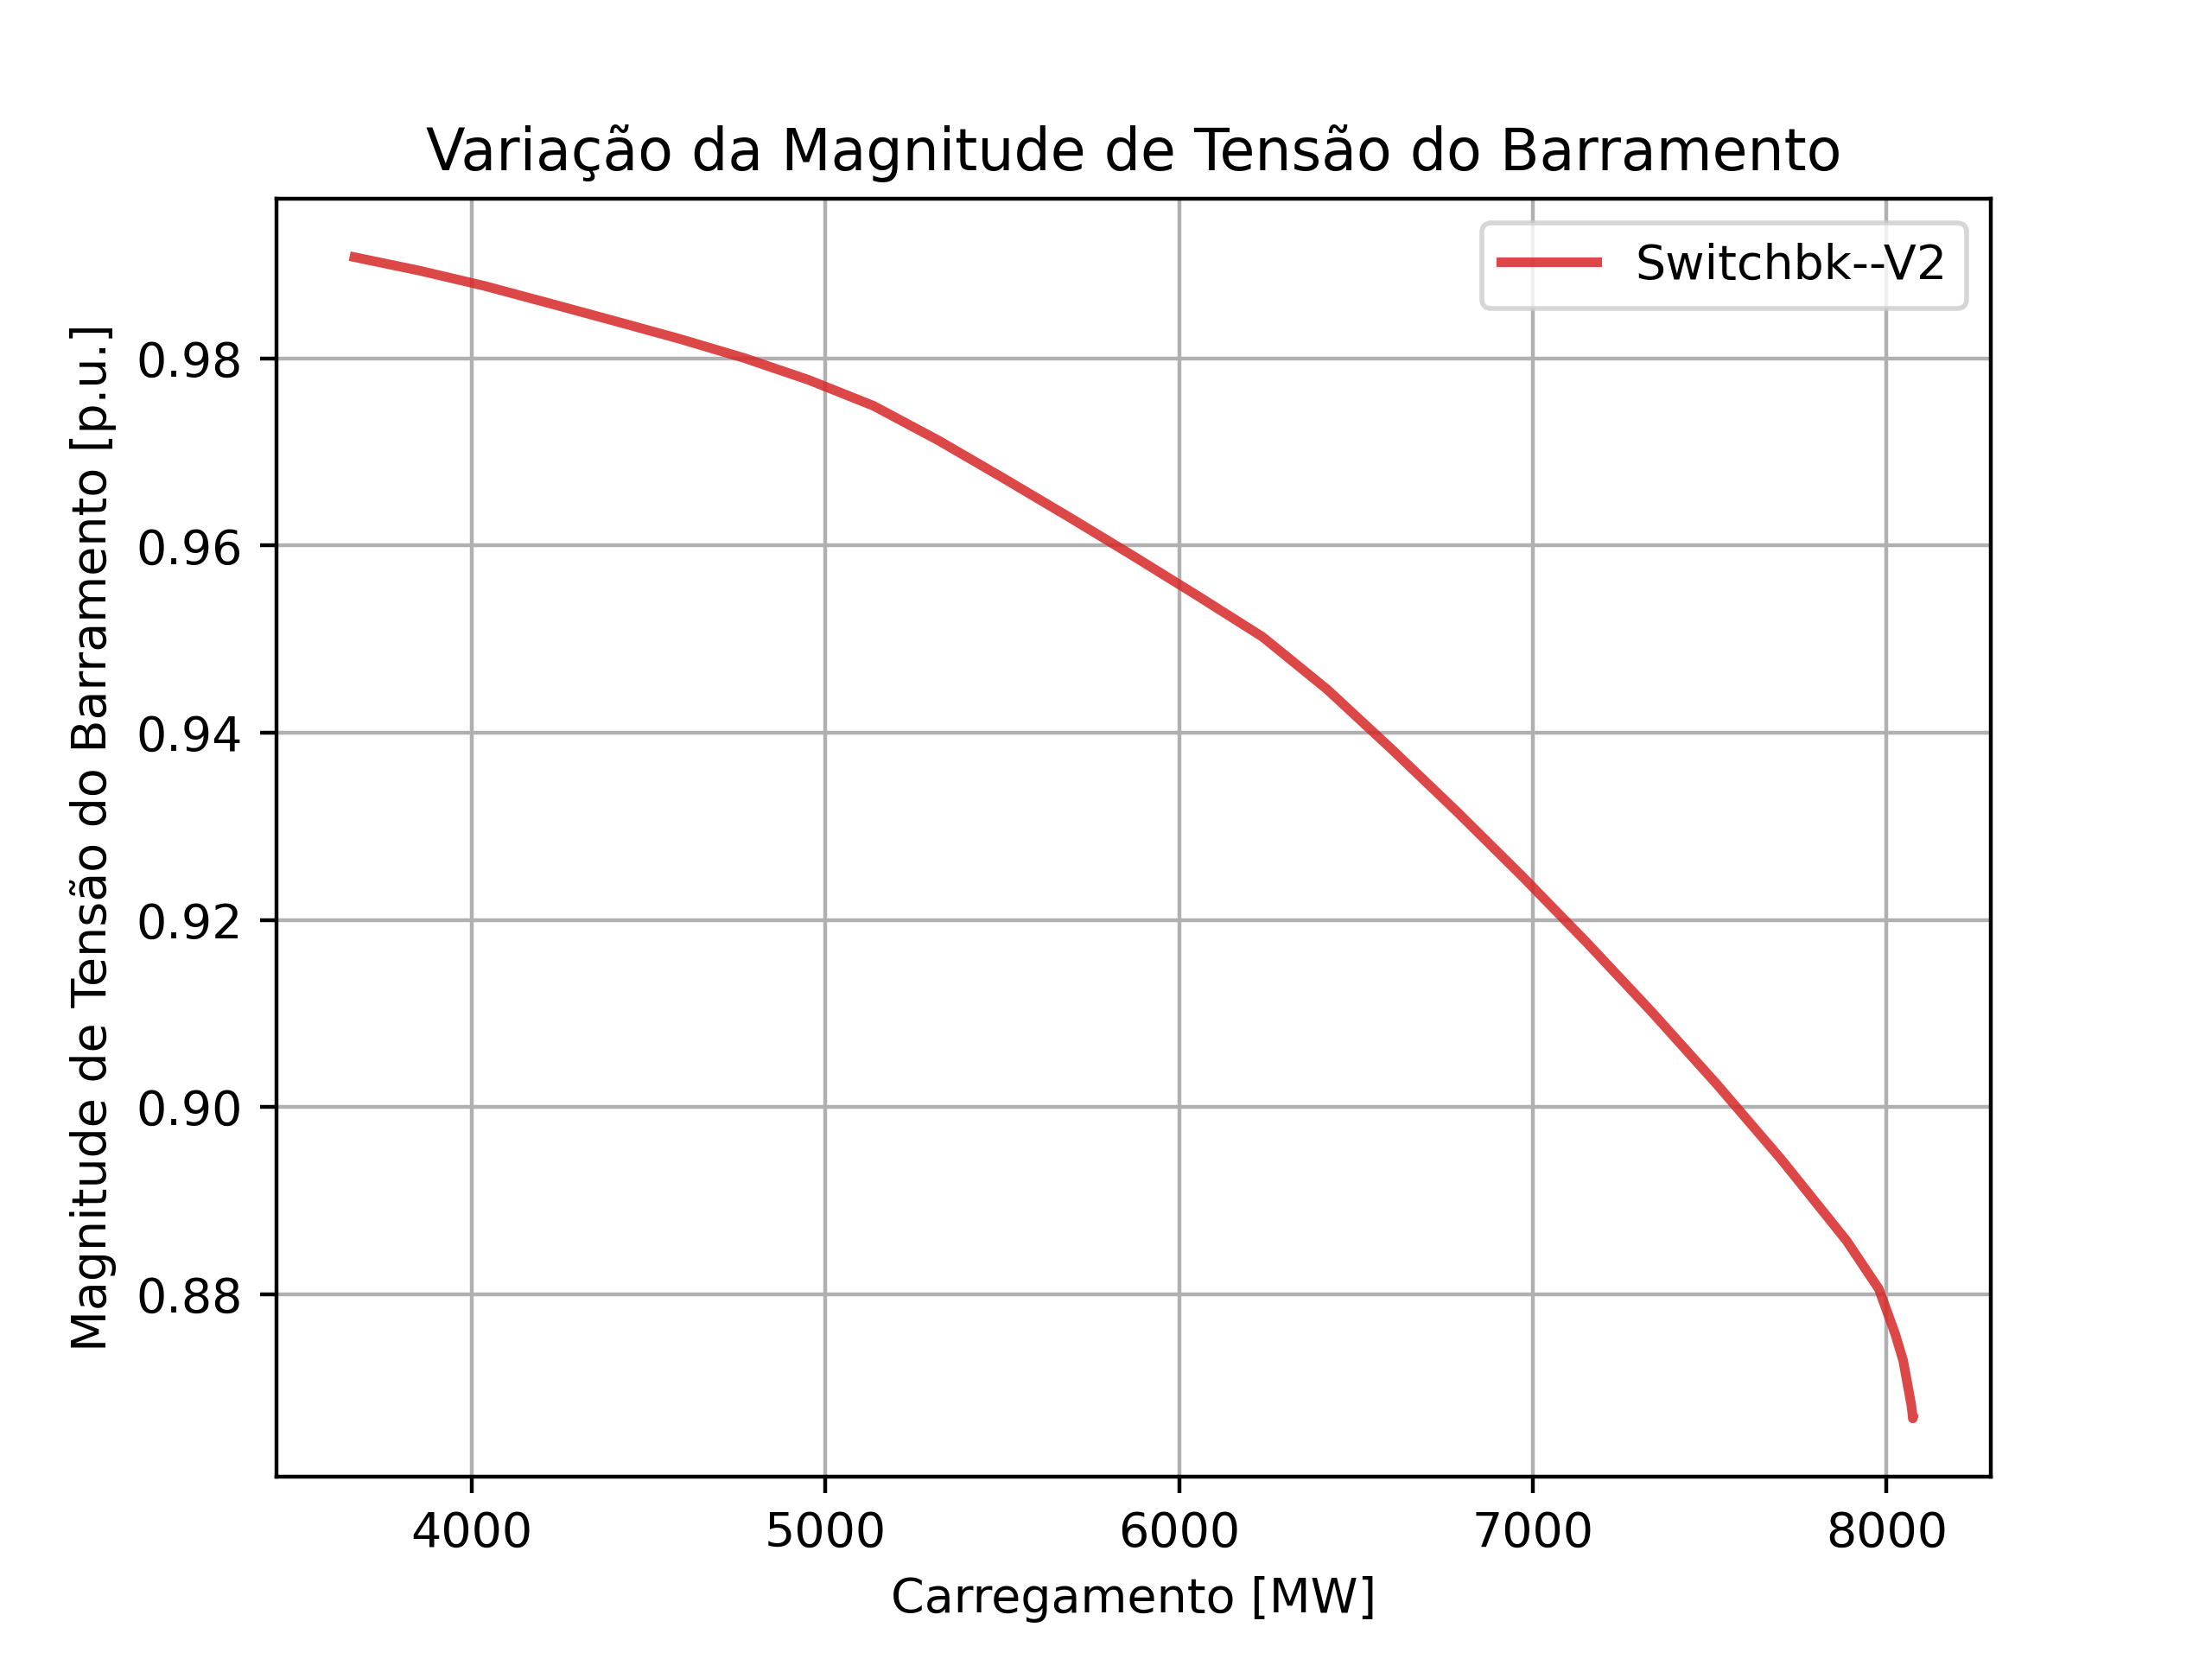 Variação da Magnitude de Tensão do Barramento
Switchbk--V2
Magnitude de Tensão do Barramento [p.u.]
0.98
0.96
0.94
0.92
0.90
0.88
4000 5000 6000 7000 8000
Carregamento [MW]